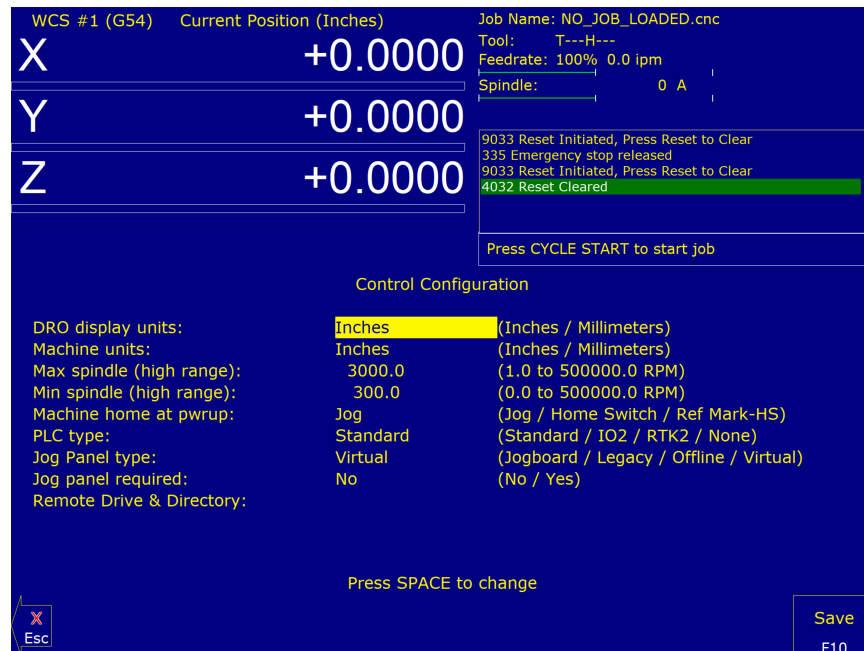 WCS #1 (G54) Current Position (Inches)
X +0.0000
Y +0.0000
Z +0.0000
Job Name: NO_JOB_LOADED.cnc
Tool: T---H---
Feedrate: 100% 0.0 ipm
Spindle: 0 A
9033 Reset Initiated, Press Reset to Clear
335 Emergency stop released
9033 Reset Initiated, Press Reset to Clear
4032 Reset Cleared
Press CYCLE START to start job
Control Configuration
DRO display units: Inches (Inches / Millimeters)
Machine units: Inches (Inches / Millimeters)
Max spindle (high range): 3000.0 (1.0 to 500000.0 RPM)
Min spindle (high range): 300.0 (0.0 to 500000.0 RPM)
Machine home at pwrup: Jog (Jog / Home Switch / Ref Mark-HS)
PLC type: Standard (Standard / IO2 / RTK2 / None)
Jog Panel type: Virtual (Jogboard / Legacy / Offline / Virtual)
Jog panel required: No (No / Yes)
Remote Drive & Directory:
Press SPACE to change
X
Esc
Save
F10